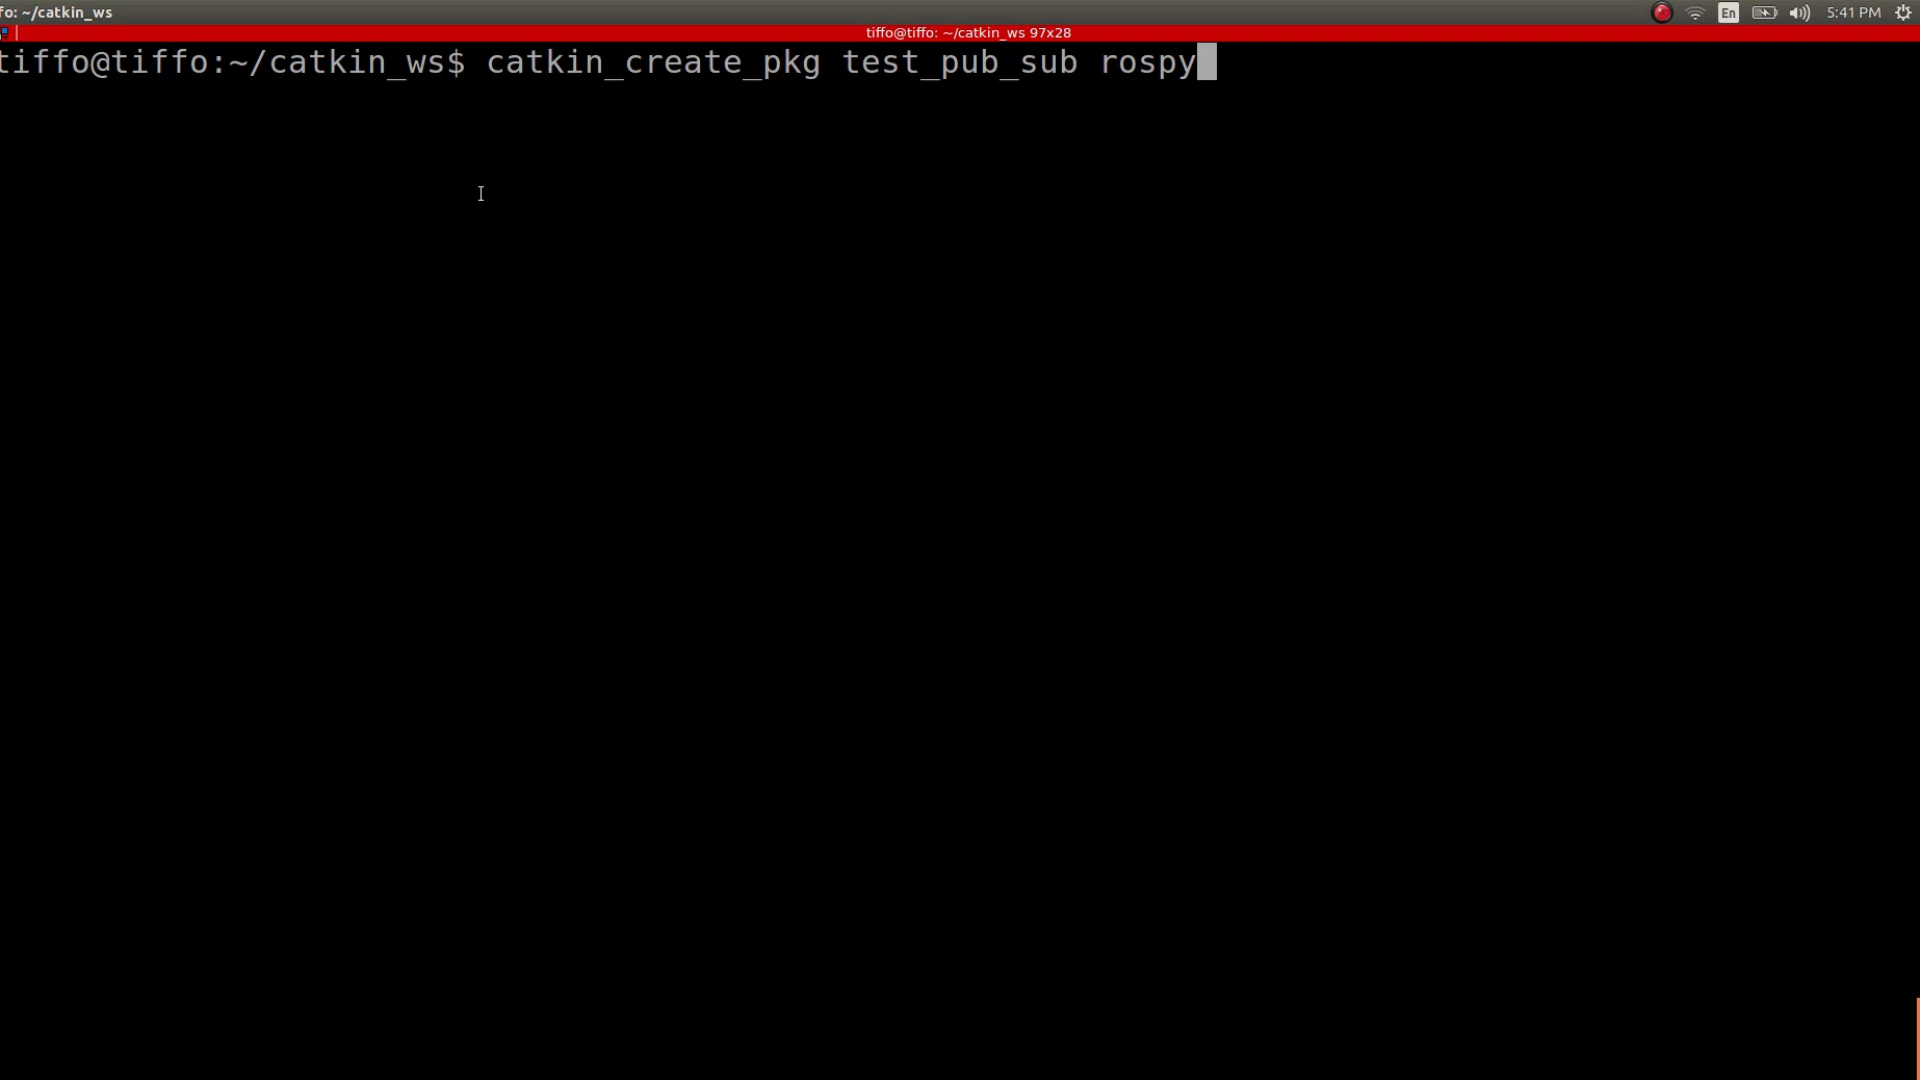 fo: ~/catkin_ws
En
5:41 PM
tiffo@tiffo: ~/catkin_ws 97x28
tiffo@tiffo:~/catkin_ws$ catkin_create_pkg test_pub_sub rospy